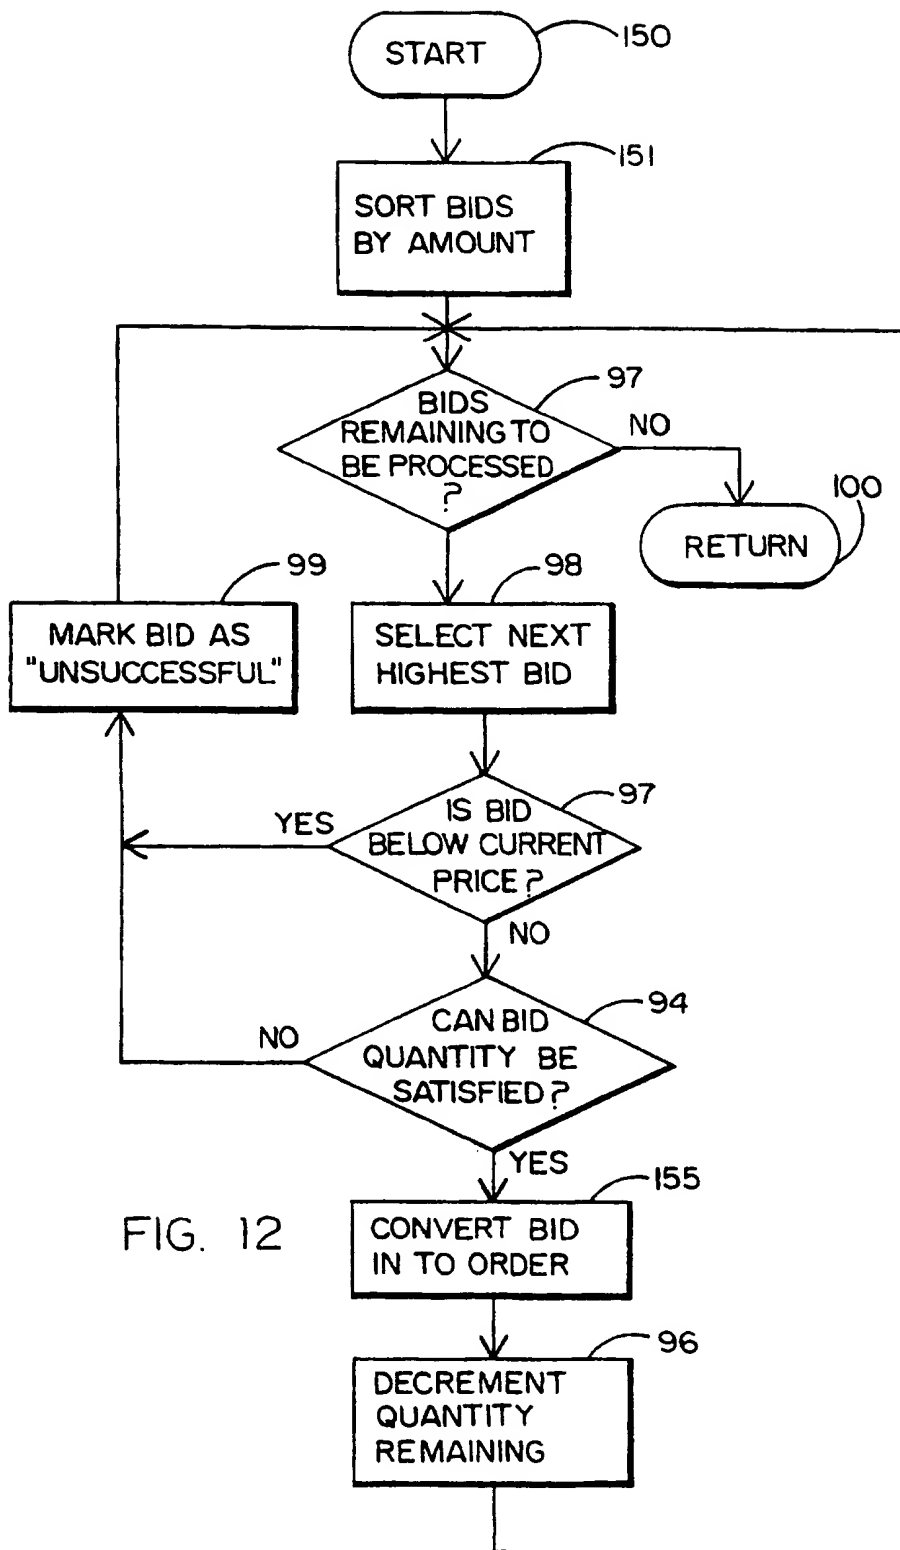 START
150
151
SORT BIDS
BY AMOUNT
97
BIDS
REMAINING TO
BE PROCESSED
?
NO
100
RETURN
99
MARK BID AS
"UNSUCCESSFUL"
98
SELECT NEXT
HIGHEST BID
97
IS BID
BELOW CURRENT
PRICE?
YES
NO
94
CAN BID
QUANTITY BE
SATISFIED?
NO
YES
155
CONVERT BID
IN TO ORDER
FIG. 12
96
DECREMENT
QUANTITY
REMAINING